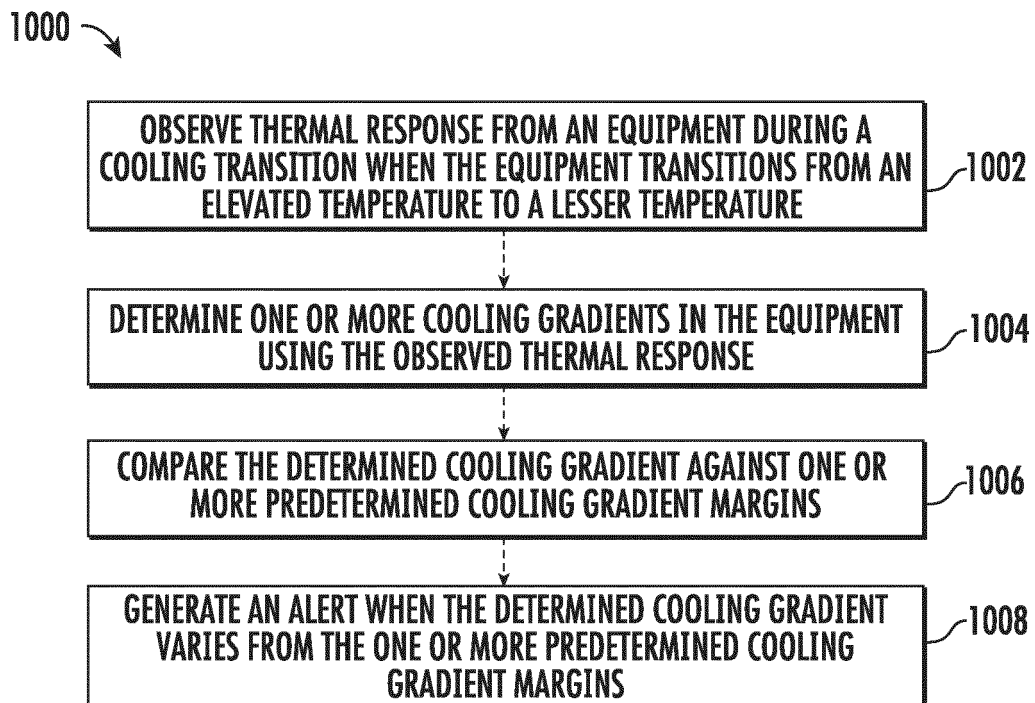 1000
OBSERVE THERMAL RESPONSE FROM AN EQUIPMENT DURING A
COOLING TRANSITION WHEN THE EQUIPMENT TRANSITIONS FROM AN
ELEVATED TEMPERATURE TO A LESSER TEMPERATURE
1002
DETERMINE ONE OR MORE COOLING GRADIENTS IN THE EQUIPMENT
USING THE OBSERVED THERMAL RESPONSE
1004
COMPARE THE DETERMINED COOLING GRADIENT AGAINST ONE OR
MORE PREDETERMINED COOLING GRADIENT MARGINS
1006
GENERATE AN ALERT WHEN THE DETERMINED COOLING GRADIENT
VARIES FROM THE ONE OR MORE PREDETERMINED COOLING
GRADIENT MARGINS
1008